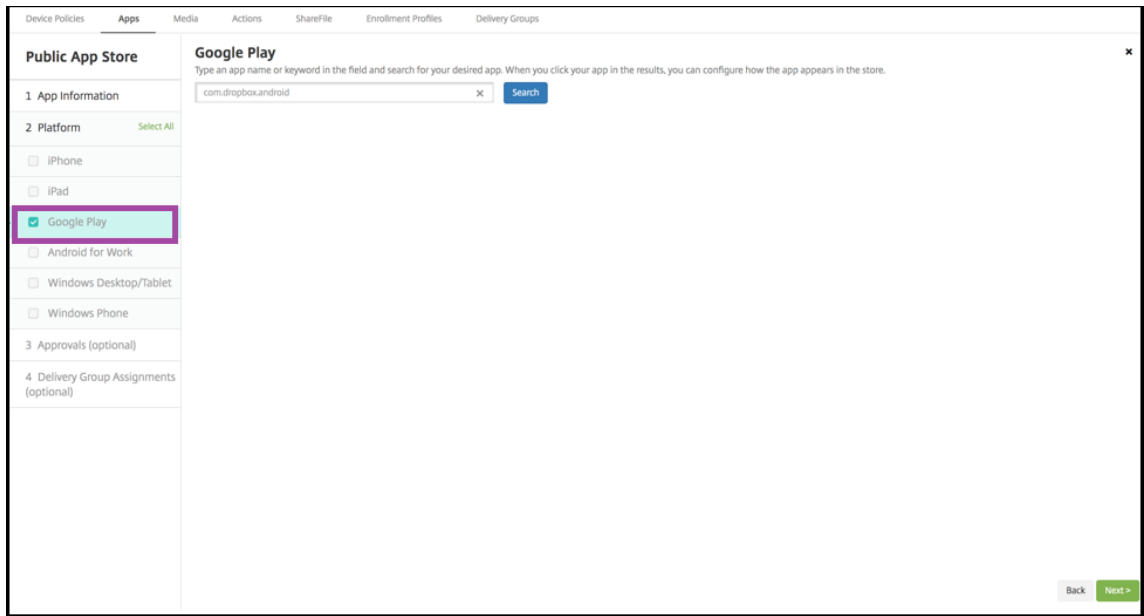 Device Policies Apps Media Actions ShareFile Enrollment Profiles Delivery Groups
Public App Store
1 App Information
2 Platform Select All
iPhone
iPad
Google Play
Android for Work
Windows Desktop/Tablet
Windows Phone
3 Approvals (optional)
4 Delivery Group Assignments
(optional)
Google Play
Type an app name or keyword in the field and search for your desired app. When you click your app in the results, you can configure how the app appears in the store.
com.dropbox.android Search
Back Next >